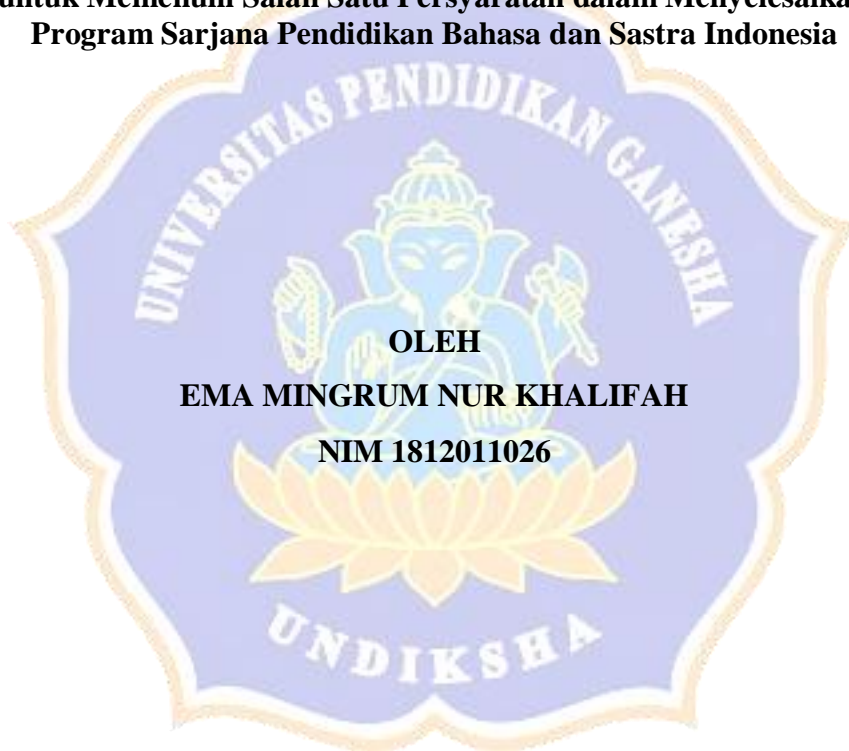 untuk Memenuhi Salah Satu Persyaratan dalam Menyelesaika
Program Sarjana Pendidikan Bahasa dan Sastra Indonesia
UNIVERSITAS PENDIDIKAN GANESHA
OLEH
EMA MINGRUM NUR KHALIFAH
NIM 1812011026
UNDIKSHA